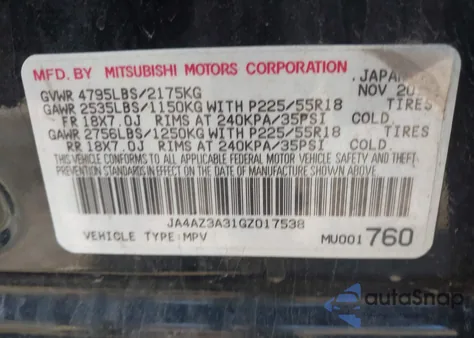 MFD. BY MITSUBISHI MOTORS CORPORATION
JAPAN
GVWR 4795LBS/2175KG NOV
GAWR 2535LBS/1150KG WITH P225/55R18 TIRES
FR 18X7.0J RIMS AT 240KPA/35PSI COLD.
GAWR 2756LBS/1250KG WITH P225/55R18 TIRES
RR 18X7.0J RIMS AT 240KPA/35PSI COLD.
THIS VEHICLE CONFORMS TO ALL APPLICABLE FEDERAL MOTOR VEHICLE SAFETY AND THEFT
PREVENTION STANDARDS IN EFFECT ON THE DATE OF MANUFACTURE SHOWN ABOVE.
JA4AZ3A31GZ017538
VEHICLE TYPE:MPV MU001760
autoSnap